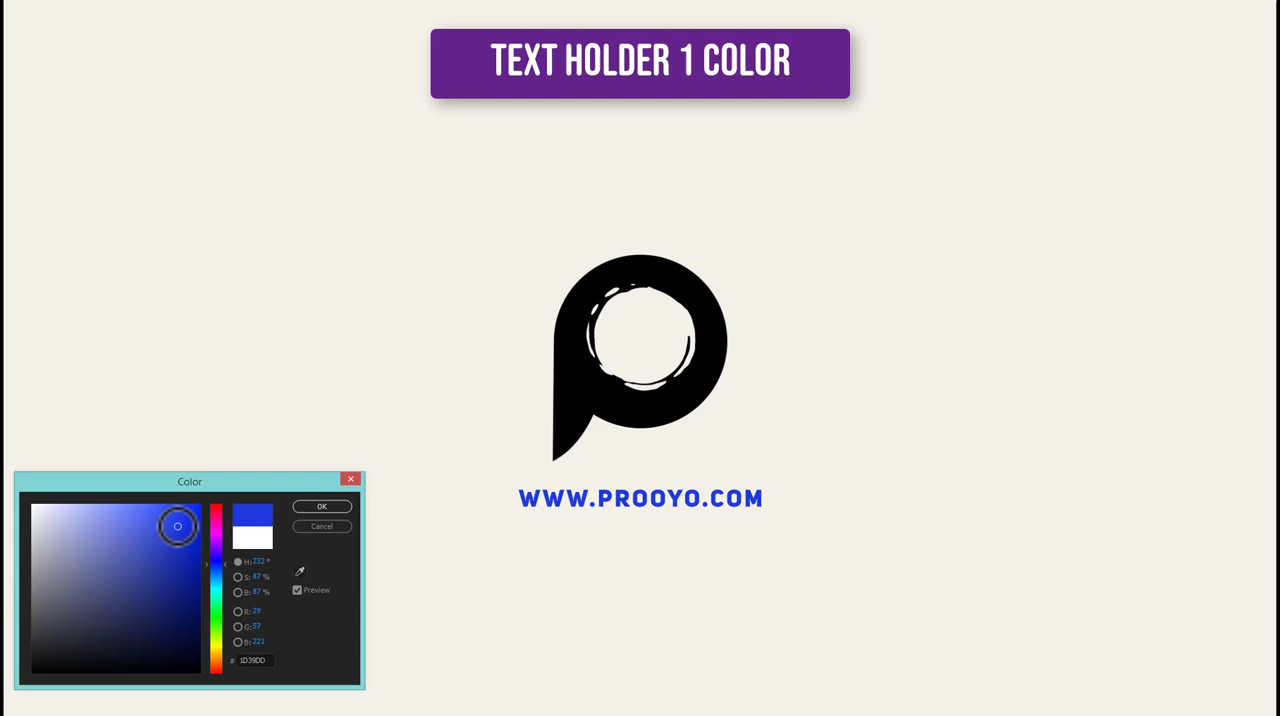 TEXT HOLDER 1 COLOR
WWW.PROOYO.COM
Color
OK
Cancel
H: 232 °
S: 87 %
B: 87 %
Preview
R: 29
G: 57
B: 221
# 1D39DD